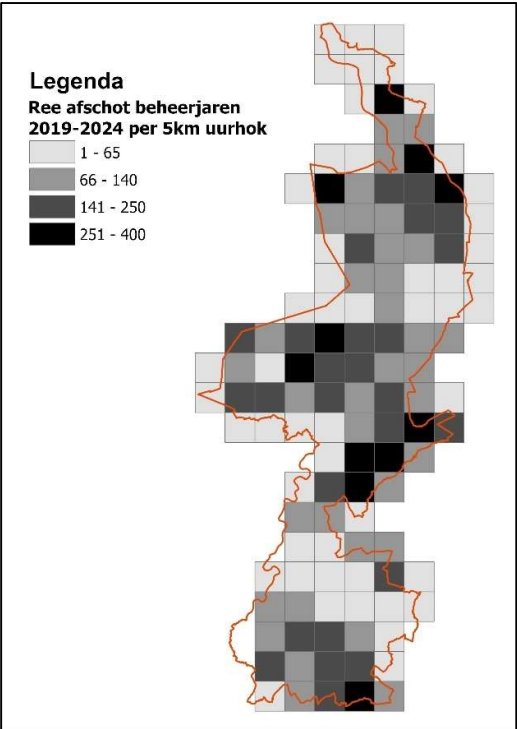 Legenda
Ree afschot beheerjaren
2019-2024 per 5km uurhok
1 - 65
66 - 140
141 - 250
251 - 400